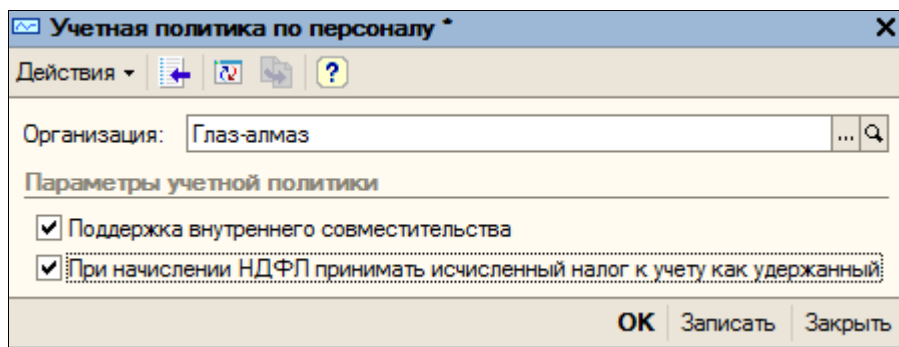 Учетная политика по персоналу *
Действия
Организация: Глаз-алмаз ...
Параметры учетной политики
Поддержка внутреннего совместительства
При начислении НДФЛ принимать исчисленный налог к учету как удержанный
OK Записать Закрыть